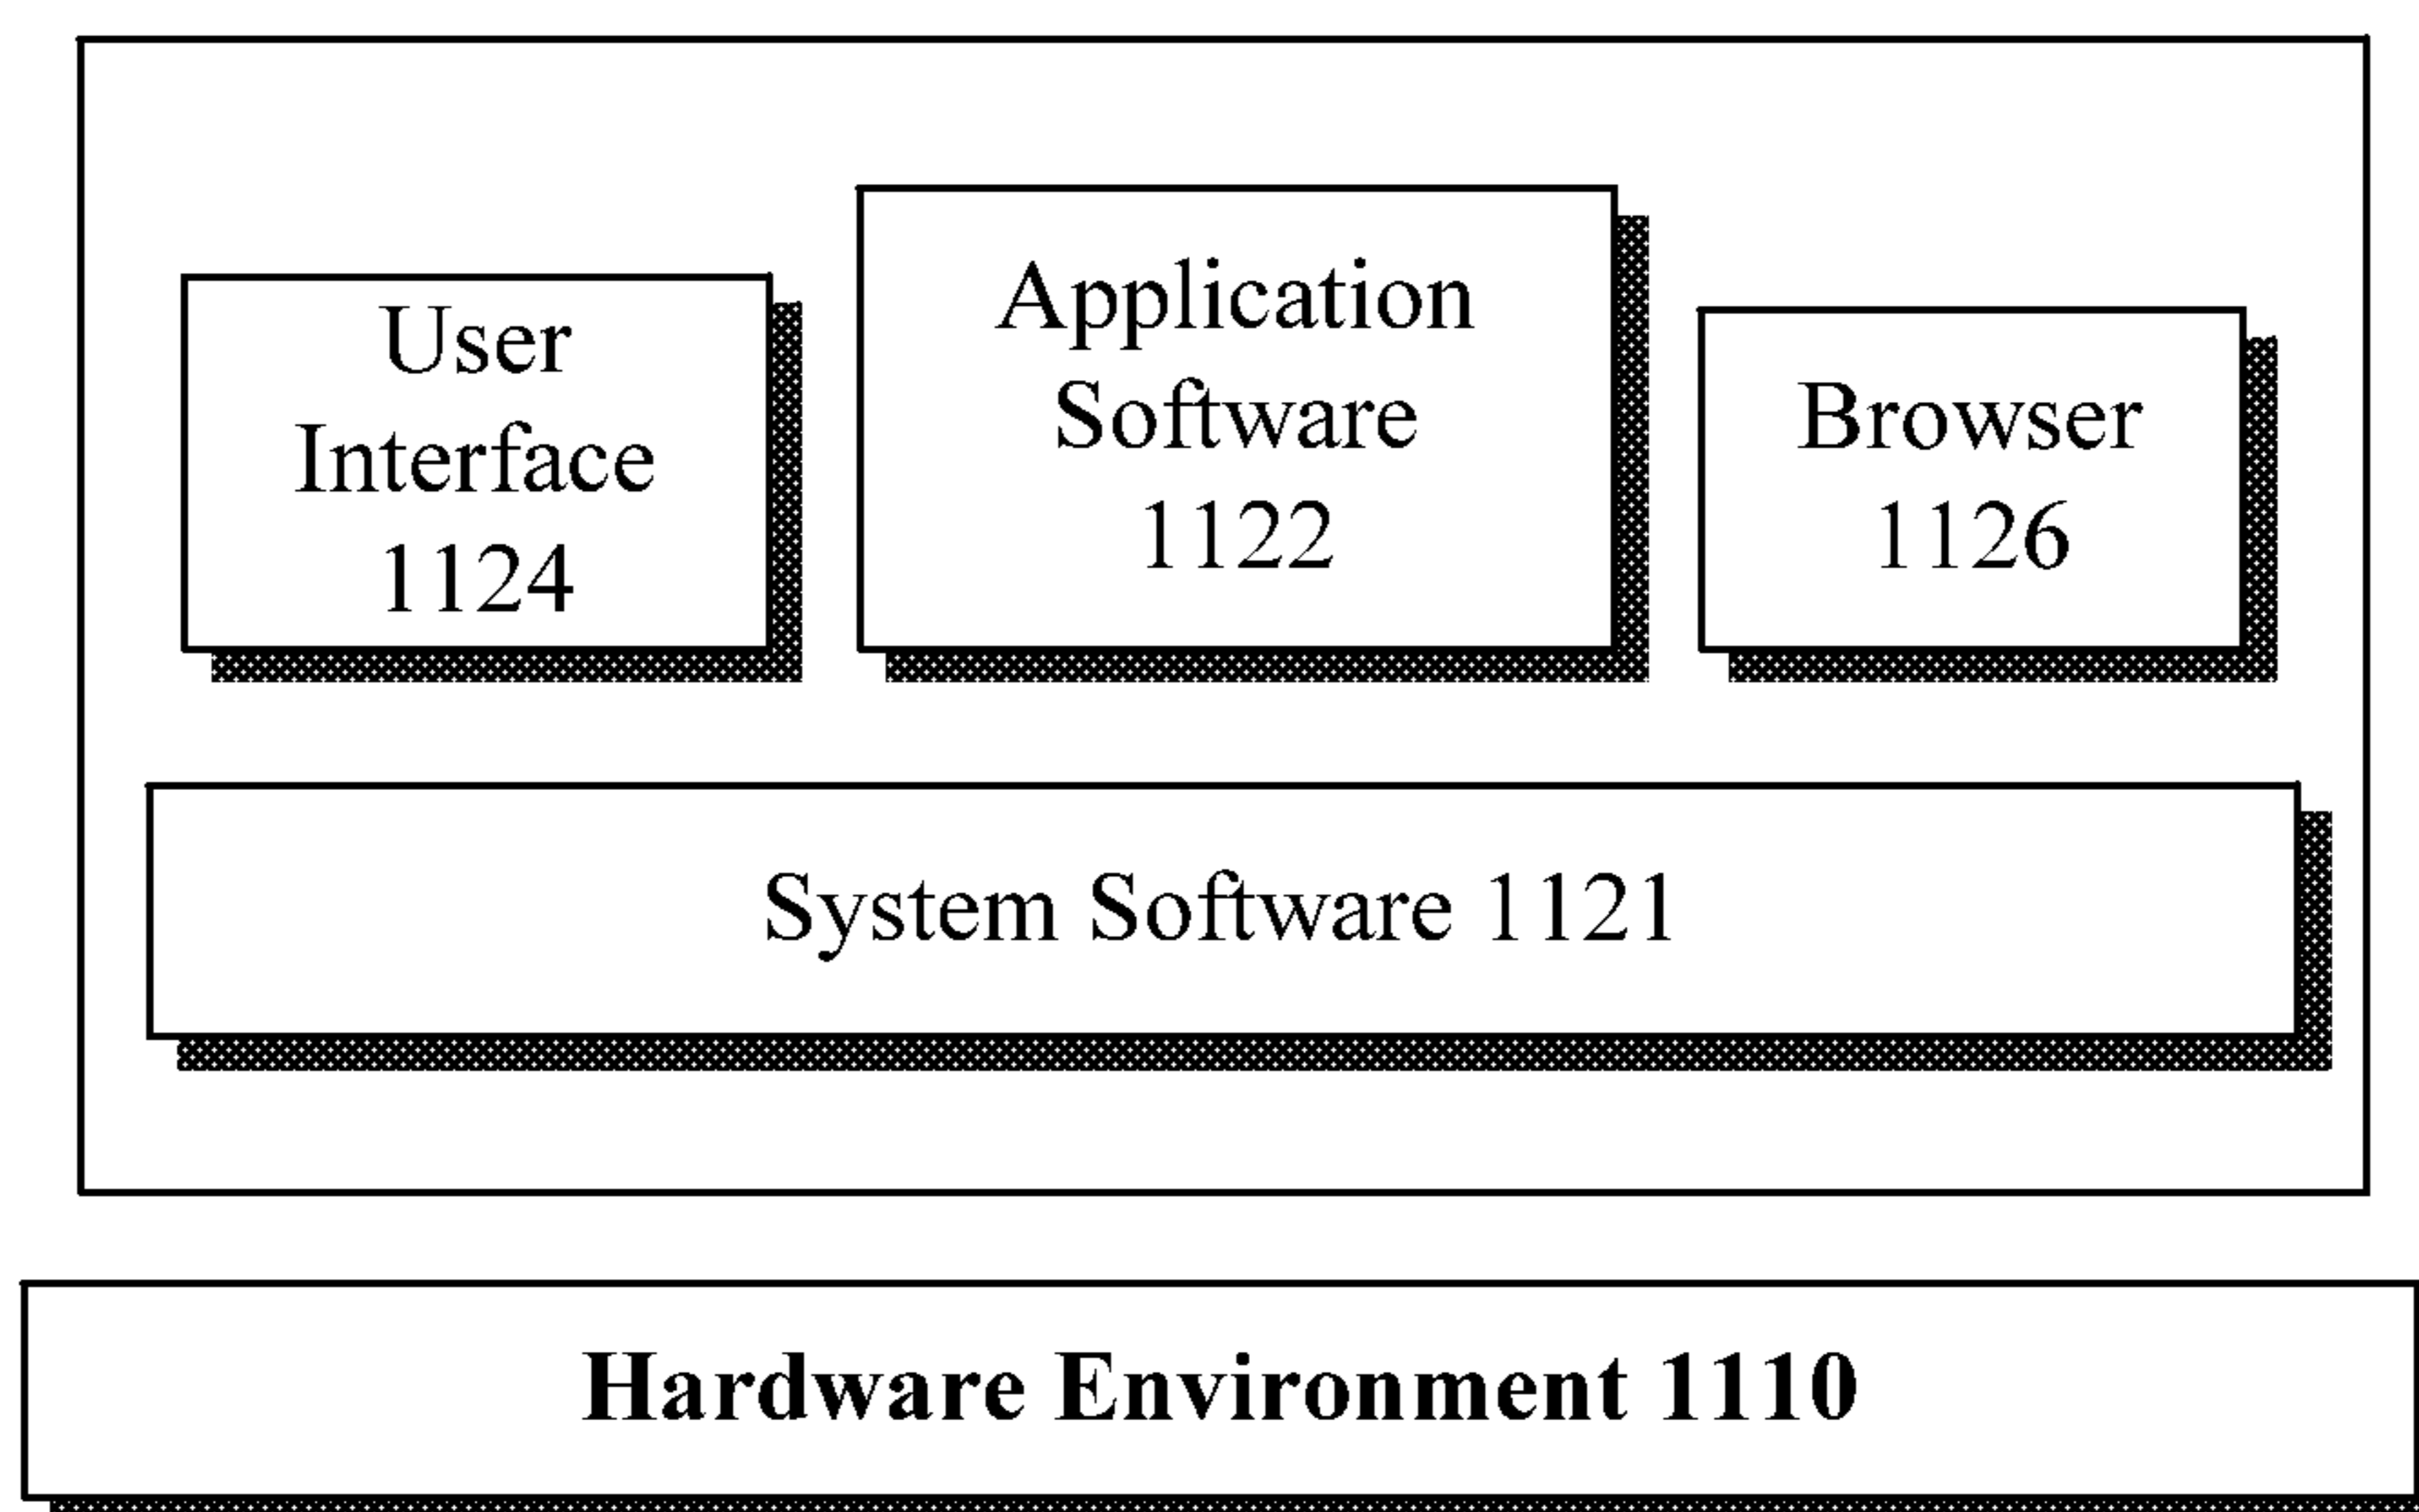 User
Interface
1124
Application
Software
1122
Browser
1126
System Software 1121
Hardware Environment 1110